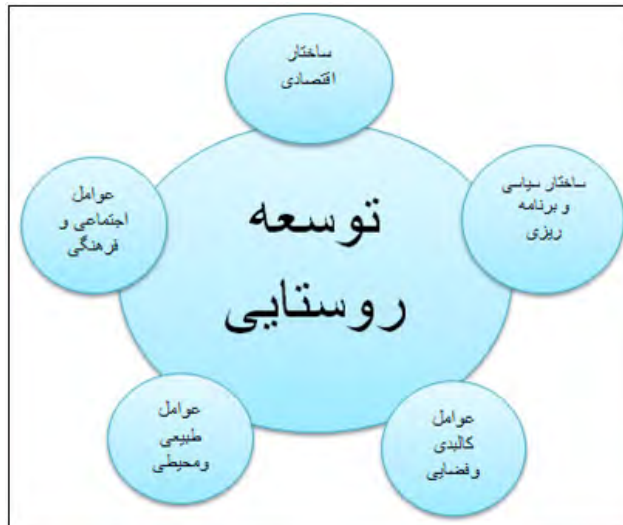 ساختار
اقتصادی
ساختار سیاسی
و برنامه
ریزی
عوامل
اجتماعی و
فرهنگی
توسعه
روستایی
عوامل
کالبدی
وفضایی
عوامل
طبیعی
ومحیطی